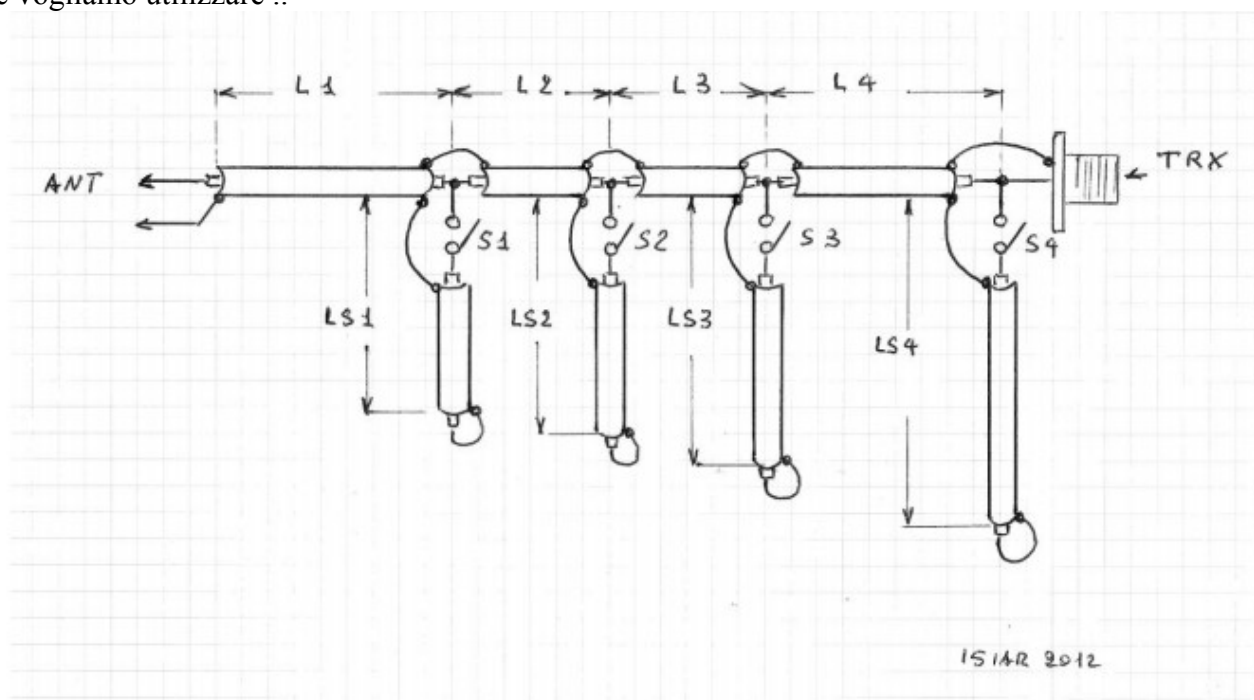 e vogliamo utilizzare ..
L1 L2 L3 L4
ANT
TRX
S1 S2 S3 S4
LS1 LS2 LS3 LS4
I5IAR 2012